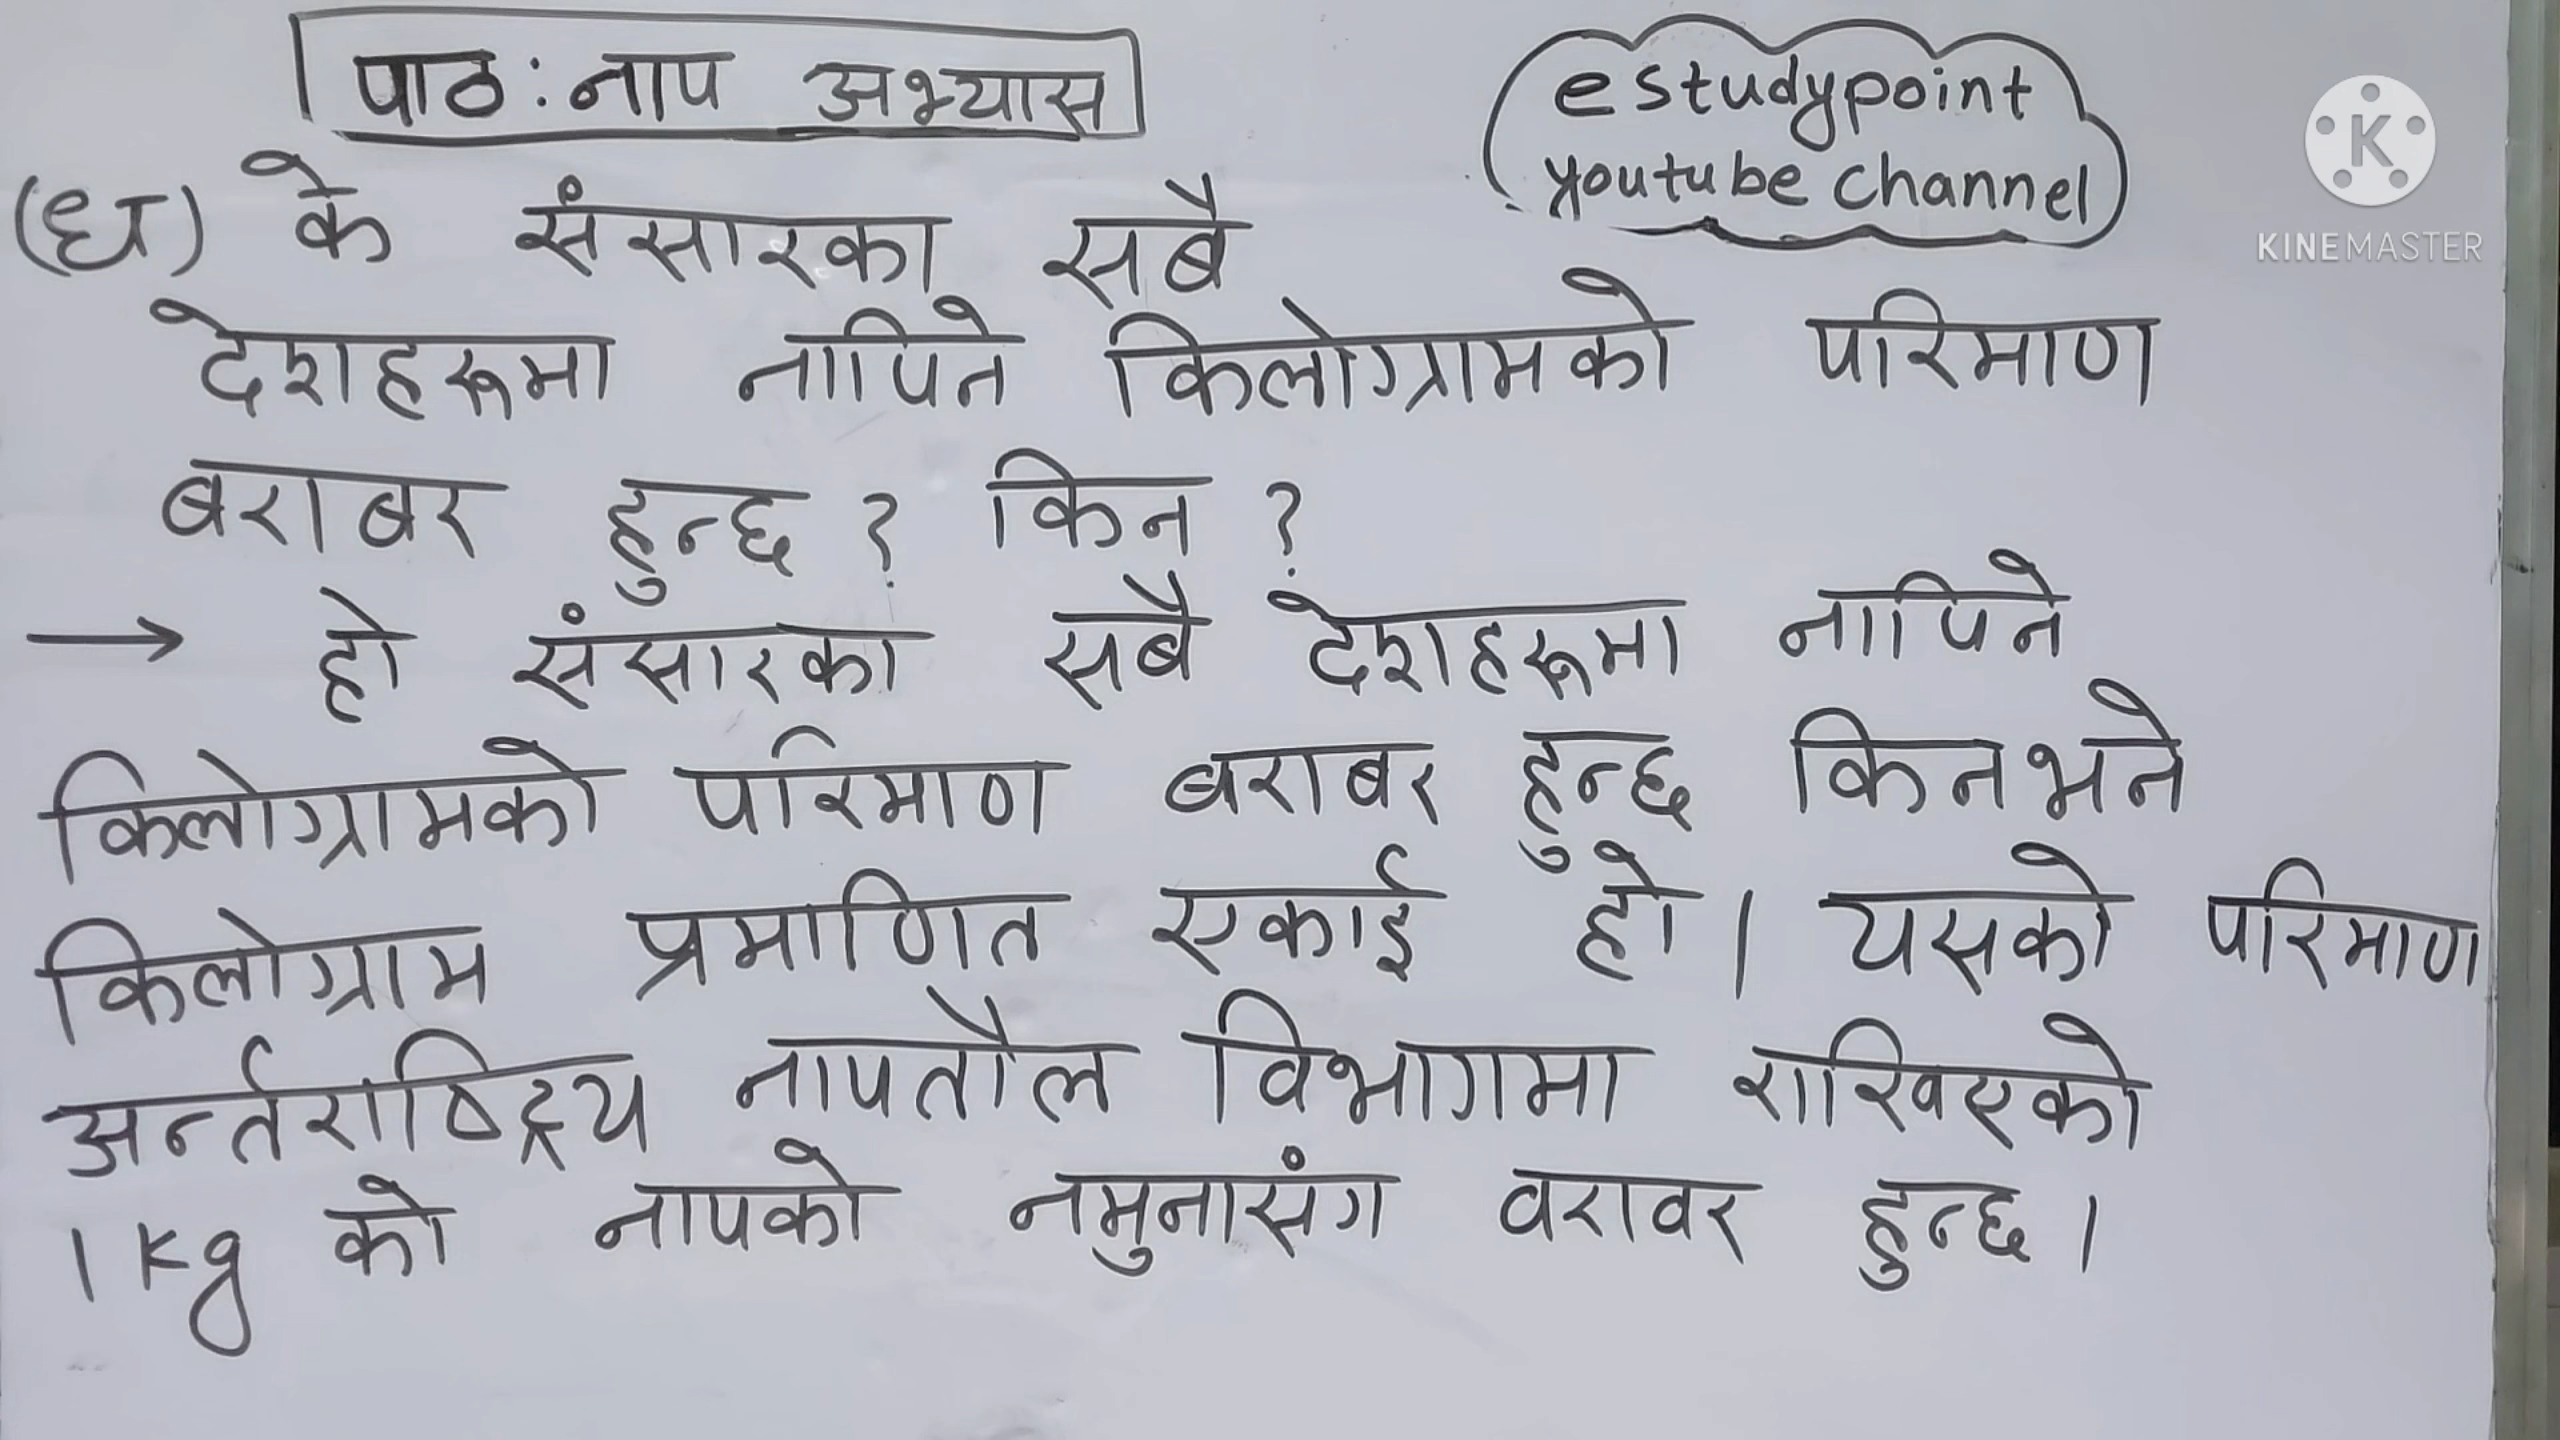 पाठ : नाप अभ्यास
estudypoint
youtube channel
K
KINEMASTER
(घ) के संसारका सबै
देशहरूमा नापिने किलोग्रामको परिमाण
बराबर हुन्छ ? किन ?
→ हो संसारका सबै देशहरूमा नापिने
किलोग्रामको परिमाण बराबर हुन्छ किनभने
किलोग्राम प्रमाणित एकाई हो । यसको परिमाण
अर्न्तराष्ट्रिय नापतौल विभागमा राखिएको
1 kg को नापको नमुनासंग वरावर हुन्छ ।